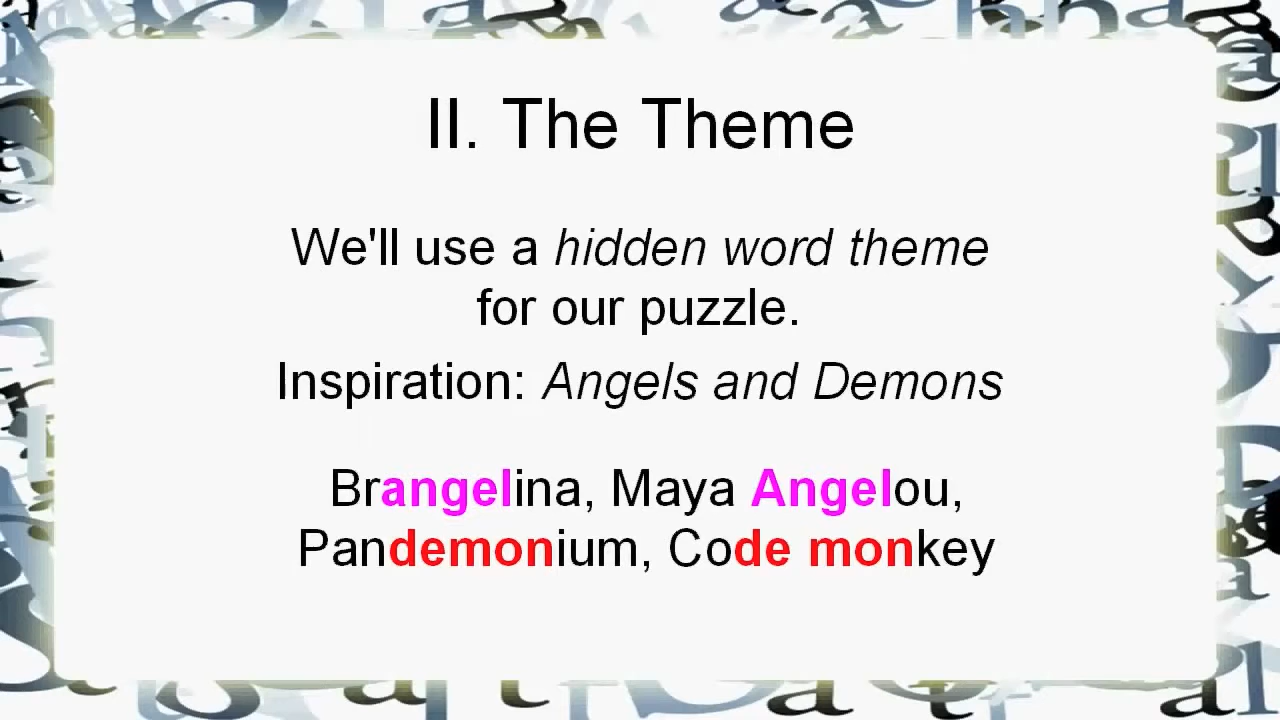 II. The Theme
We'll use a hidden word theme
for our puzzle.
Inspiration: Angels and Demons
Brangelina, Maya Angelou,
Pandemonium, Code monkey